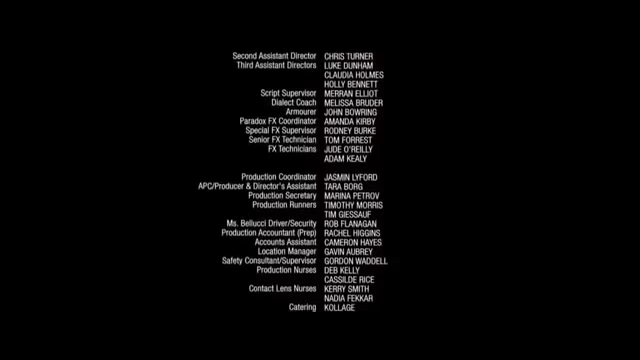 Second Assistant Director CHRIS TURNER
Third Assistant Directors LUKE DUNHAM
CLAUDIA HOLMES
HOLLY BENNETT
Script Supervisor MERRAN ELLIOT
Dialect Coach MELISSA BRUDER
Armourer JOHN BOWRING
Paradox FX Coordinator AMANDA KIRBY
Special FX Supervisor RODNEY BURKE
Senior FX Technician TOM FORREST
FX Technicians JUDE O'REILLY
ADAM KEALY
Production Coordinator JASMIN LYFORD
APC/Producer & Director's Assistant TARA BORG
Production Secretary MARINA PETROV
Production Runners TIMOTHY MORRIS
TIM GIESSAUF
Ms. Bellucci Driver/Security ROB FLANAGAN
Production Accountant (Prep) RACHEL HIGGINS
Accounts Assistant CAMERON HAYES
Location Manager GAVIN AUBREY
Safety Consultant/Supervisor GORDON WADDELL
Production Nurses DEB KELLY
CASSILDE RICE
Contact Lens Nurses KERRY SMITH
NADIA FEKKAR
Catering KOLLAGE